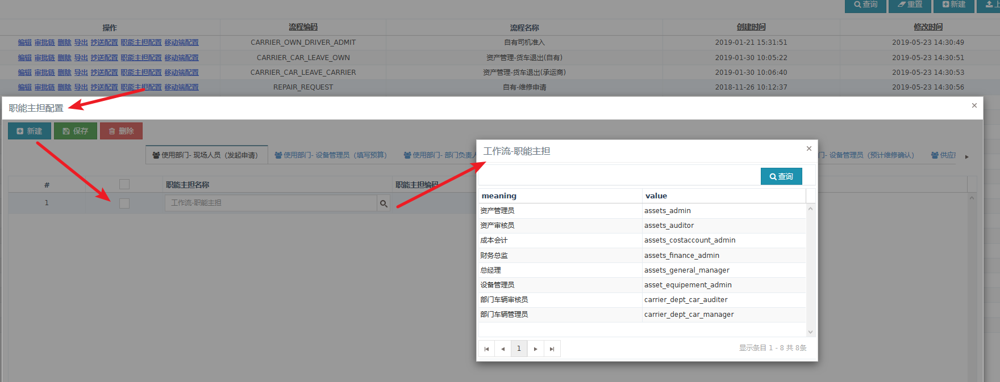 查询 重置 新建 上
操作 流程编码 流程名称 创建时间 修改时间
编辑 审批链 删除 导出 抄送配置 职能主担配置 移动端配置 CARRIER_OWN_DRIVER_ADMIT 自有司机准入 2019-01-21 15:31:51 2019-05-23 14:30:49
编辑 审批链 删除 导出 抄送配置 职能主担配置 移动端配置 CARRIER_CAR_LEAVE_OWN 资产管理-货车退出(自有) 2019-01-30 10:05:22 2019-05-23 14:30:51
编辑 审批链 删除 导出 抄送配置 职能主担配置 移动端配置 CARRIER_CAR_LEAVE_CARRIER 资产管理-货车退出(承运商) 2019-01-30 10:06:40 2019-05-23 14:30:53
编辑 审批链 删除 导出 抄送配置 职能主担配置 移动端配置 REPAIR_REQUEST 自有-维修申请 2018-11-26 10:12:37 2019-05-23 14:30:56
职能主担配置
新建 保存 删除
使用部门- 现场人员（发起申请） 使用部门- 设备管理员（填写预算） 使用部门- 部门负责 门- 设备管理员（预计维修确认） 供应
# 职能主担名称 职能主担编码
1 工作流-职能主担
工作流-职能主担
查询
meaning value
资产管理员 assets_admin
资产审核员 assets_auditor
成本会计 assets_costaccount_admin
财务总监 assets_finance_admin
总经理 assets_general_manager
设备管理员 asset_equipement_admin
部门车辆审核员 carrier_dept_car_auditer
部门车辆管理员 carrier_dept_car_manager
1 显示条目 1 - 8 共 8条